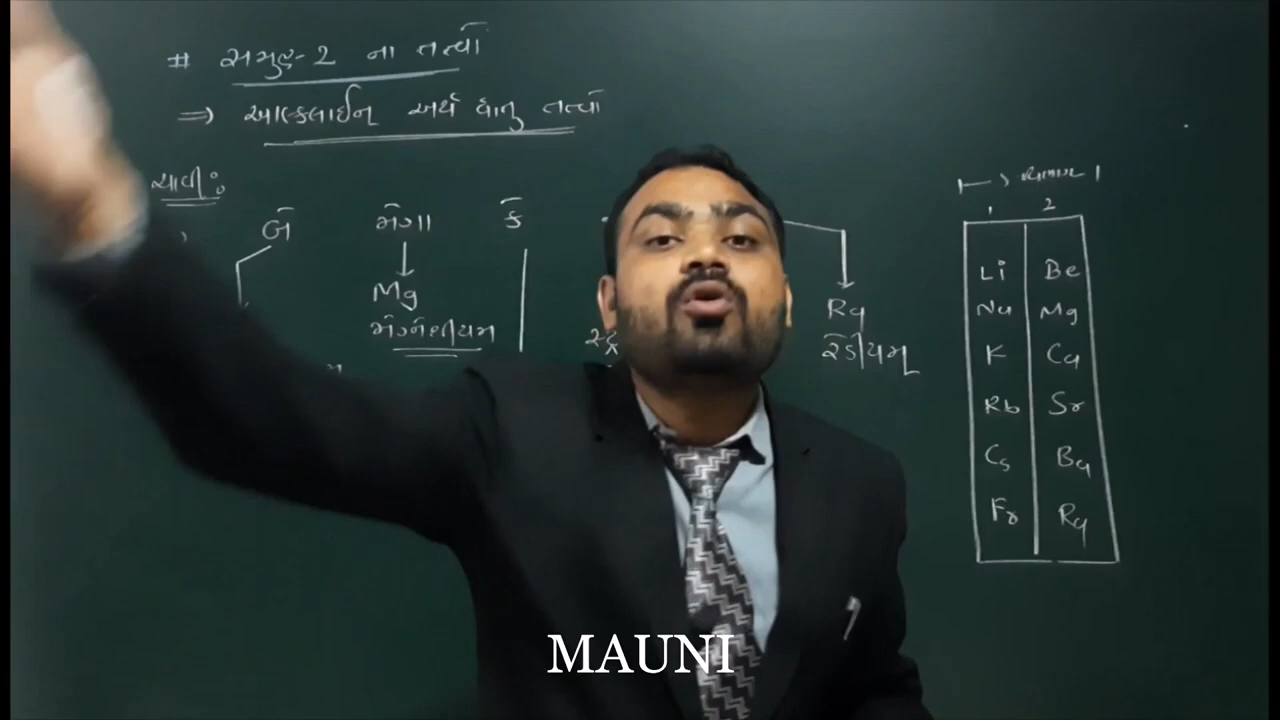 # સમૂહ-2 ના તત્વો
⇒ આલ્કલાઈન અર્થ ધાતુ તત્વો
ચાવી:
બે મેગા કે
Mg Ra
મેગ્નેશીયમ રેડીયમ
1 2
Li Be
Na Mg
K Ca
Rb Sr
Cs Ba
Fr Ra
MAUNI